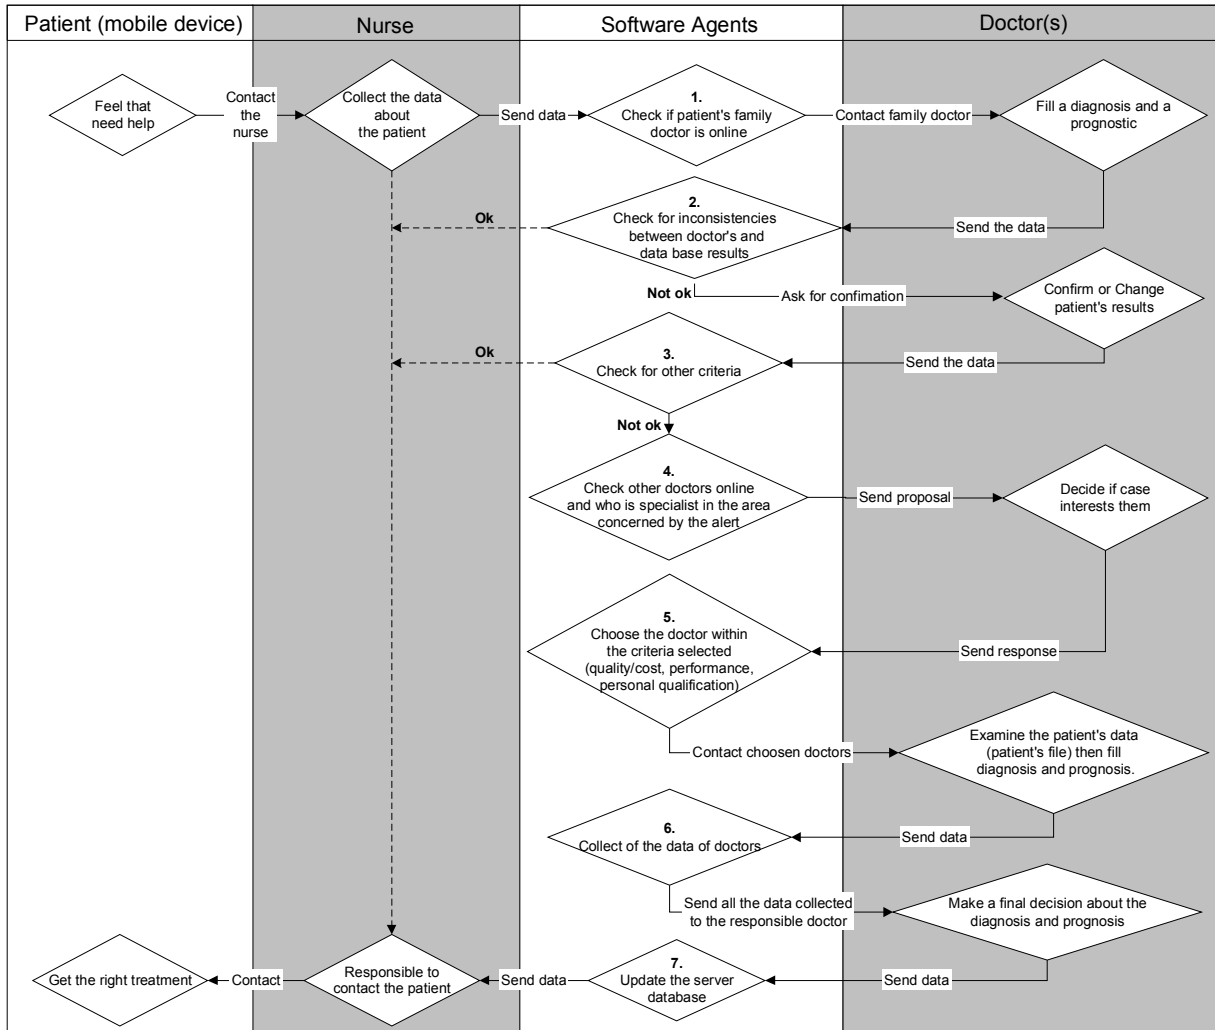 Patient (mobile device)
Nurse
Software Agents
Doctor(s)
Feel that
need help
Contact
the
nurse
Collect the data
about
the patient
Send data
1.
Check if patient's family
doctor is online
Contact family doctor
Fill a diagnosis and a
prognostic
Ok
2.
Check for inconsistencies
between doctor's and
data base results
Send the data
Not ok
Ask for confimation
Confirm or Change
patient's results
Ok
3.
Check for other criteria
Send the data
Not ok
4.
Check other doctors online
and who is specialist in the area
concerned by the alert
Send proposal
Decide if case
interests them
5.
Choose the doctor within
the criteria selected
(quality/cost, performance,
personal qualification)
Send response
Contact choosen doctors
Examine the patient's data
(patient's file) then fill
diagnosis and prognosis.
6.
Collect of the data of doctors
Send data
Send all the data collected
to the responsible doctor
Make a final decision about the
diagnosis and prognosis
Get the right treatment
Contact
Responsible to
contact the patient
Send data
7.
Update the server
database
Send data